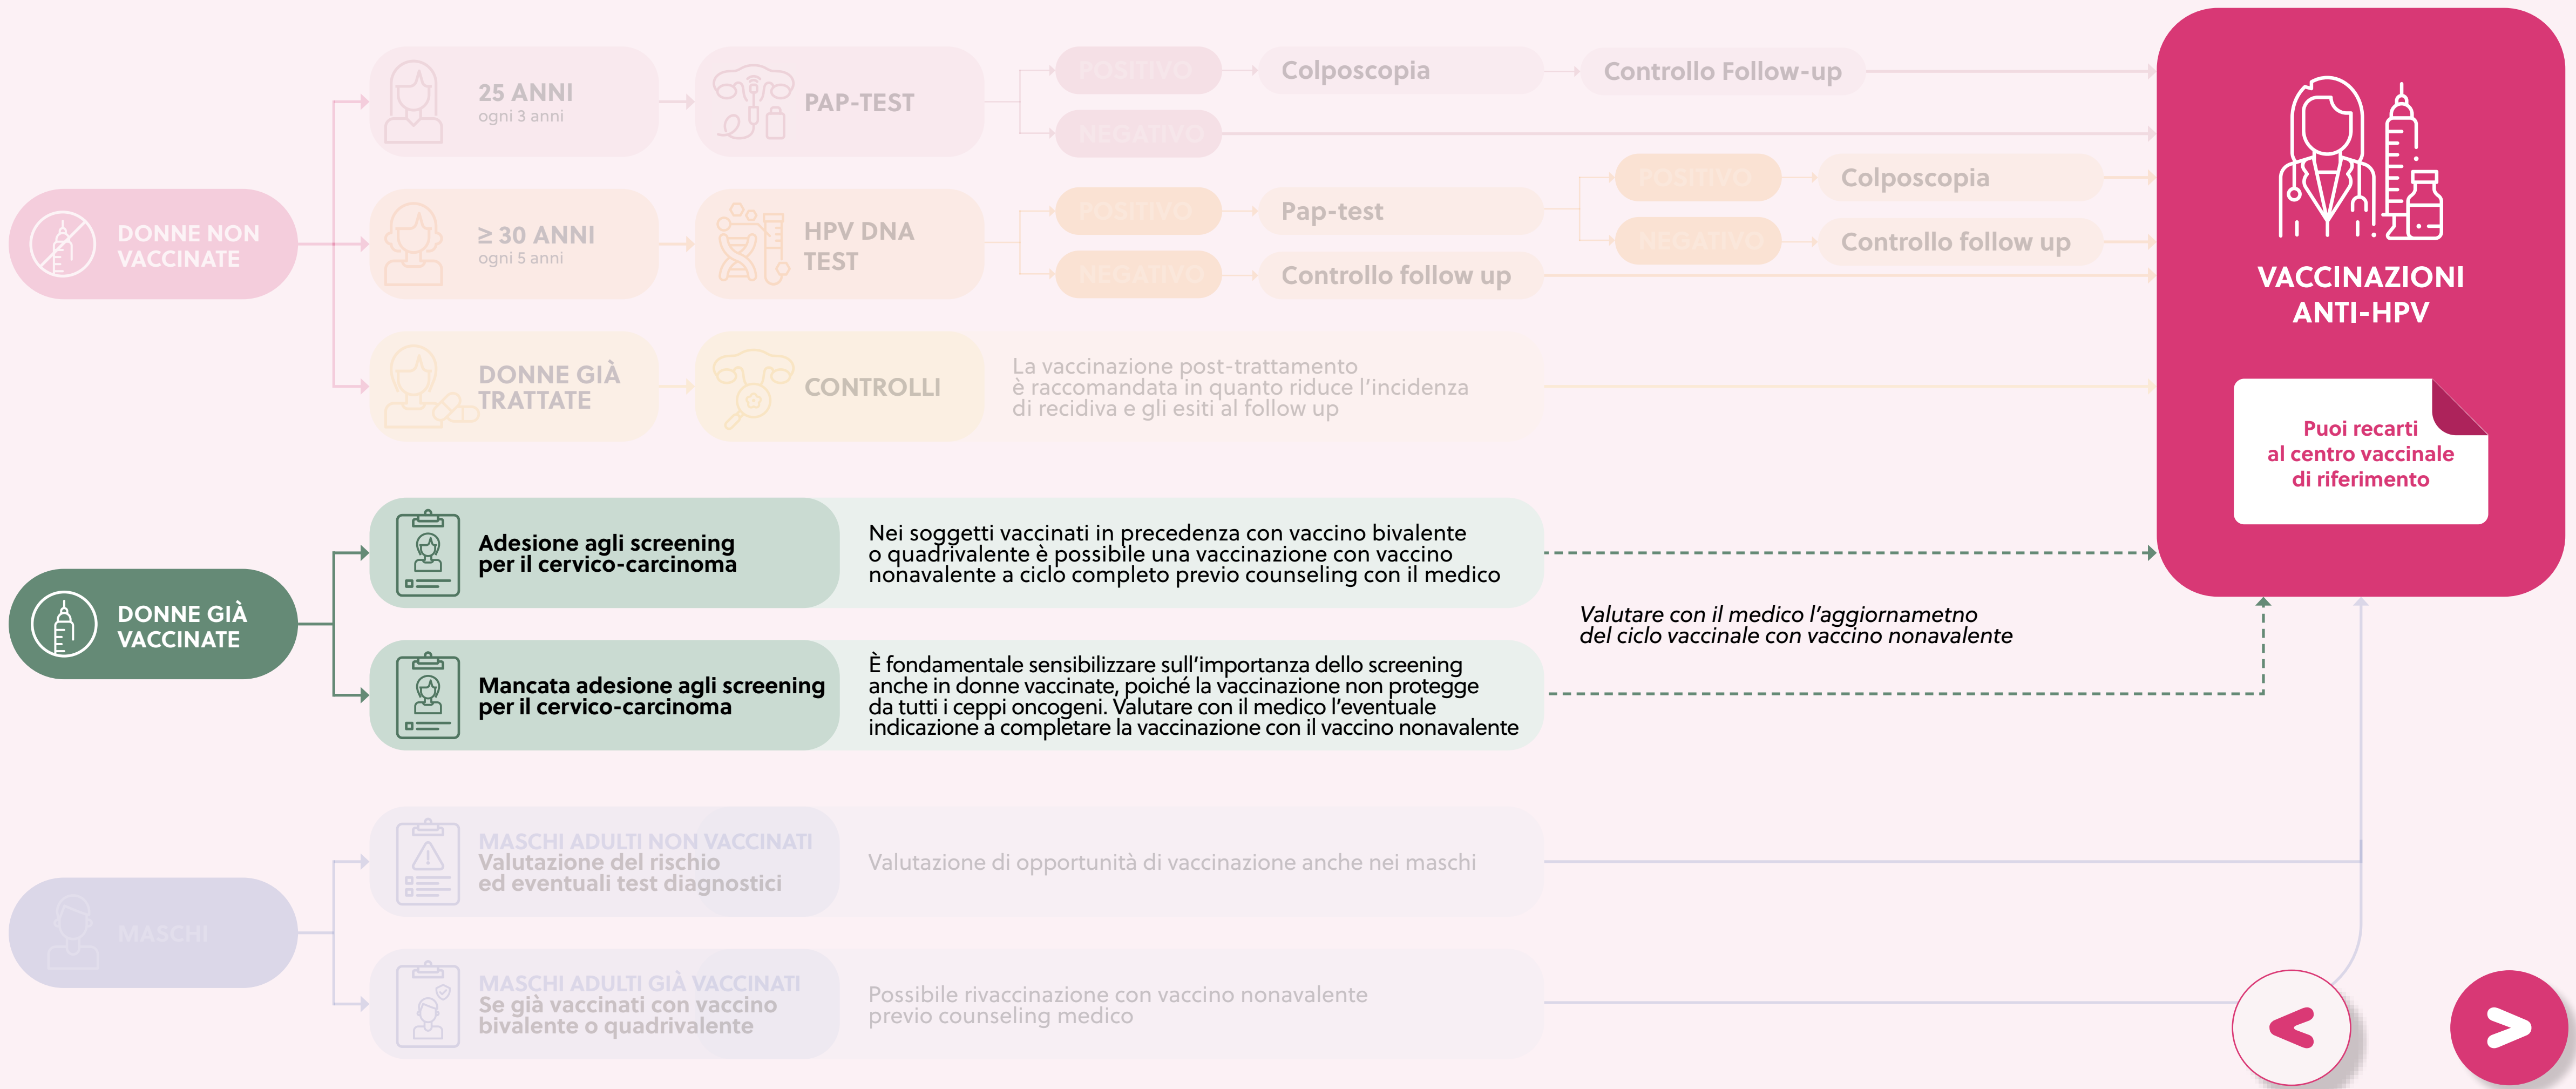 DONNE NON
VACCINATE
25 ANNI
ogni 3 anni
PAP-TEST
POSITIVO
Colposcopia
Controllo Follow-up
NEGATIVO
≥ 30 ANNI
ogni 5 anni
HPV DNA
TEST
POSITIVO
Pap-test
POSITIVO
Colposcopia
NEGATIVO
Controllo follow up
NEGATIVO
Controllo follow up
DONNE GIÀ
TRATTATE
CONTROLLI
La vaccinazione post-trattamento
è raccomandata in quanto riduce l'incidenza
di recidiva e gli esiti al follow up
VACCINAZIONI
ANTI-HPV
Puoi recarti
al centro vaccinale
di riferimento
DONNE GIÀ
VACCINATE
Adesione agli screening
per il cervico-carcinoma
Nei soggetti vaccinati in precedenza con vaccino bivalente
o quadrivalente è possibile una vaccinazione con vaccino
nonavalente a ciclo completo previo counseling con il medico
Mancata adesione agli screening
per il cervico-carcinoma
È fondamentale sensibilizzare sull'importanza dello screening
anche in donne vaccinate, poiché la vaccinazione non protegge
da tutti i ceppi oncogeni. Valutare con il medico l'eventuale
indicazione a completare la vaccinazione con il vaccino nonavalente
Valutare con il medico l'aggiornametno
del ciclo vaccinale con vaccino nonavalente
MASCHI
MASCHI ADULTI NON VACCINATI
Valutazione del rischio
ed eventuali test diagnostici
Valutazione di opportunità di vaccinazione anche nei maschi
MASCHI ADULTI GIÀ VACCINATI
Se già vaccinati con vaccino
bivalente o quadrivalente
Possibile rivaccinazione con vaccino nonavalente
previo counseling medico
< >